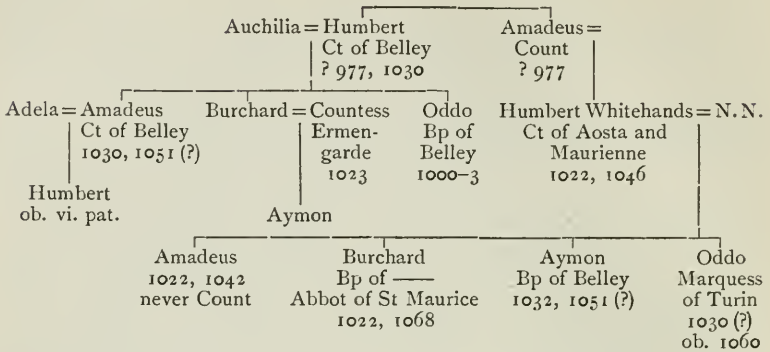 Auchilia = Humbert Amadeus =
Ct of Belley Count
? 977, 1030 ? 977
Adela = Amadeus Burchard = Countess Oddo Humbert Whitehands = N.N.
Ct of Belley Ermen- Bp of Ct of Aosta and
1030, 1051 (?) garde Belley Maurienne
1023 1000-3 1022, 1046
Humbert
ob. vi. pat.
Aymon
Amadeus Burchard Aymon Oddo
1022, 1042 Bp of —— Bp of Belley Marquess
never Count Abbot of St Maurice 1032, 1051 (?) of Turin
1022, 1068 1030 (?)
ob. 1060